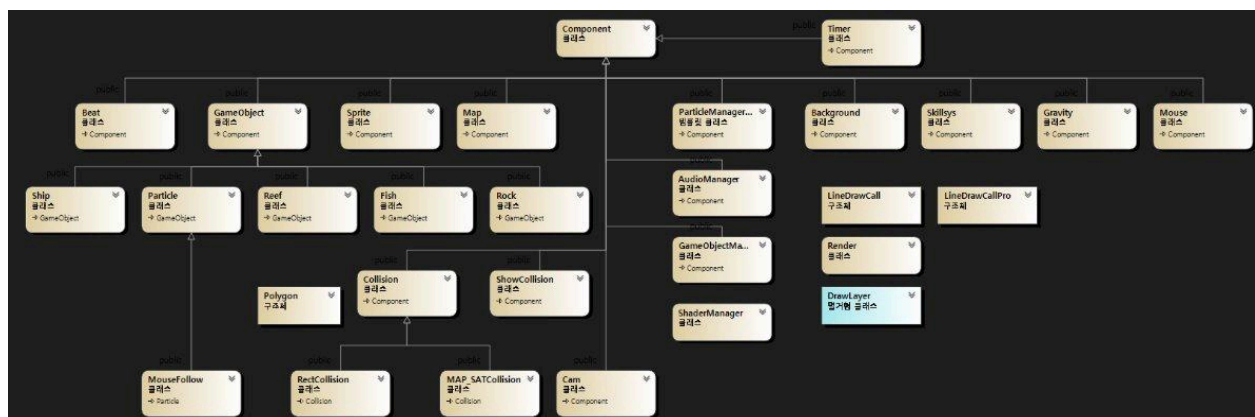 Component
클래스
public
Timer
클래스
Component
public
public
public
public
public
public
public
public
public
Beat
클래스
Component
GameObject
클래스
Component
Sprite
클래스
Component
Map
클래스
Component
ParticleManager...
템플릿 클래스
Component
Background
클래스
Component
Skillsys
클래스
Component
Gravity
클래스
Component
Mouse
클래스
Component
public
public
public
public
public
public
AudioManager
클래스
Component
Ship
클래스
GameObject
Particle
클래스
GameObject
Reef
클래스
GameObject
Fish
클래스
GameObject
Rock
클래스
GameObject
LineDrawCall
구조체
LineDrawCallPro
구조체
public
public
public
GameObjectMa...
클래스
Component
Render
클래스
Collision
클래스
Component
ShowCollision
클래스
Component
Polygon
구조체
ShaderManager
클래스
DrawLayer
열거형 클래스
public
public
public
public
MouseFollow
클래스
Particle
RectCollision
클래스
Collision
MAP_SATCollision
클래스
Collision
Cam
클래스
Component